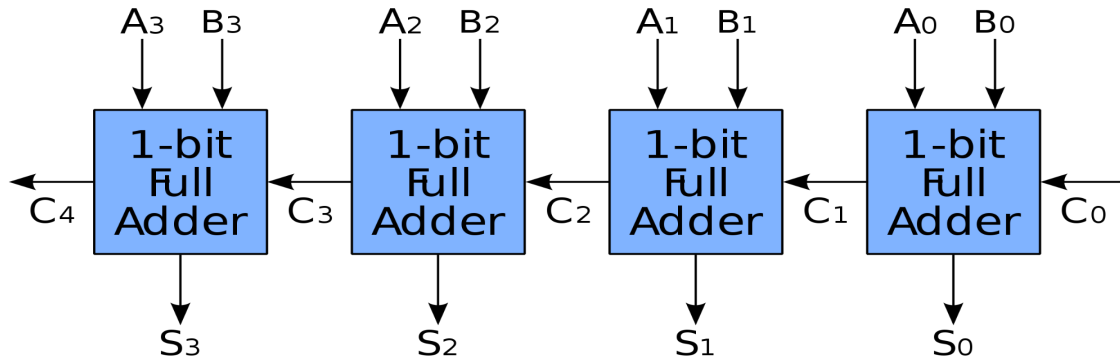 A3 B3 A2 B2 A1 B1 A0 B0
1-bit 1-bit 1-bit 1-bit
Full Full Full Full
Adder Adder Adder Adder
C4 C3 C2 C1 C0
S3 S2 S1 S0